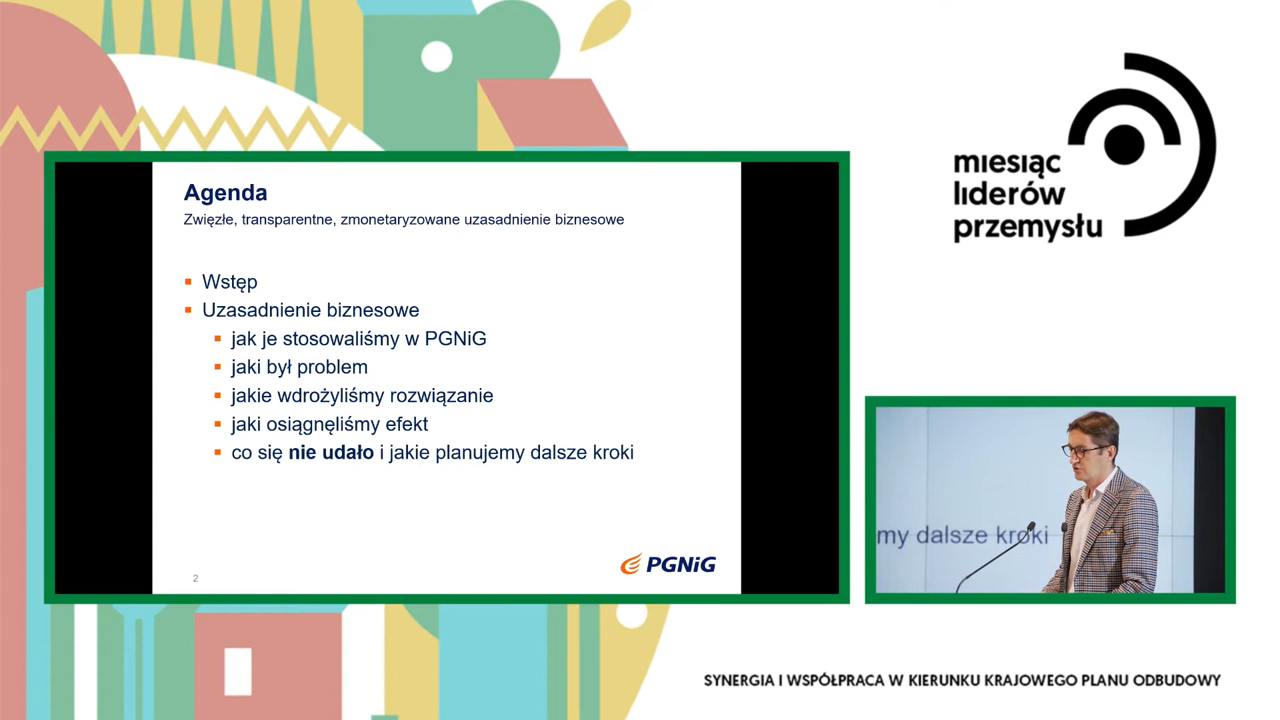 miesiąc
liderów
przemysłu
Agenda
Zwięzłe, transparentne, zmonetaryzowane uzasadnienie biznesowe
Wstęp
Uzasadnienie biznesowe
jak je stosowaliśmy w PGNiG
jaki był problem
jakie wdrożyliśmy rozwiązanie
jaki osiągnęliśmy efekt
co się nie udało i jakie planujemy dalsze kroki
PGNiG
2
my dalsze kroki
SYNERGIA I WSPÓŁPRACA W KIERUNKU KRAJOWEGO PLANU ODBUDOWY